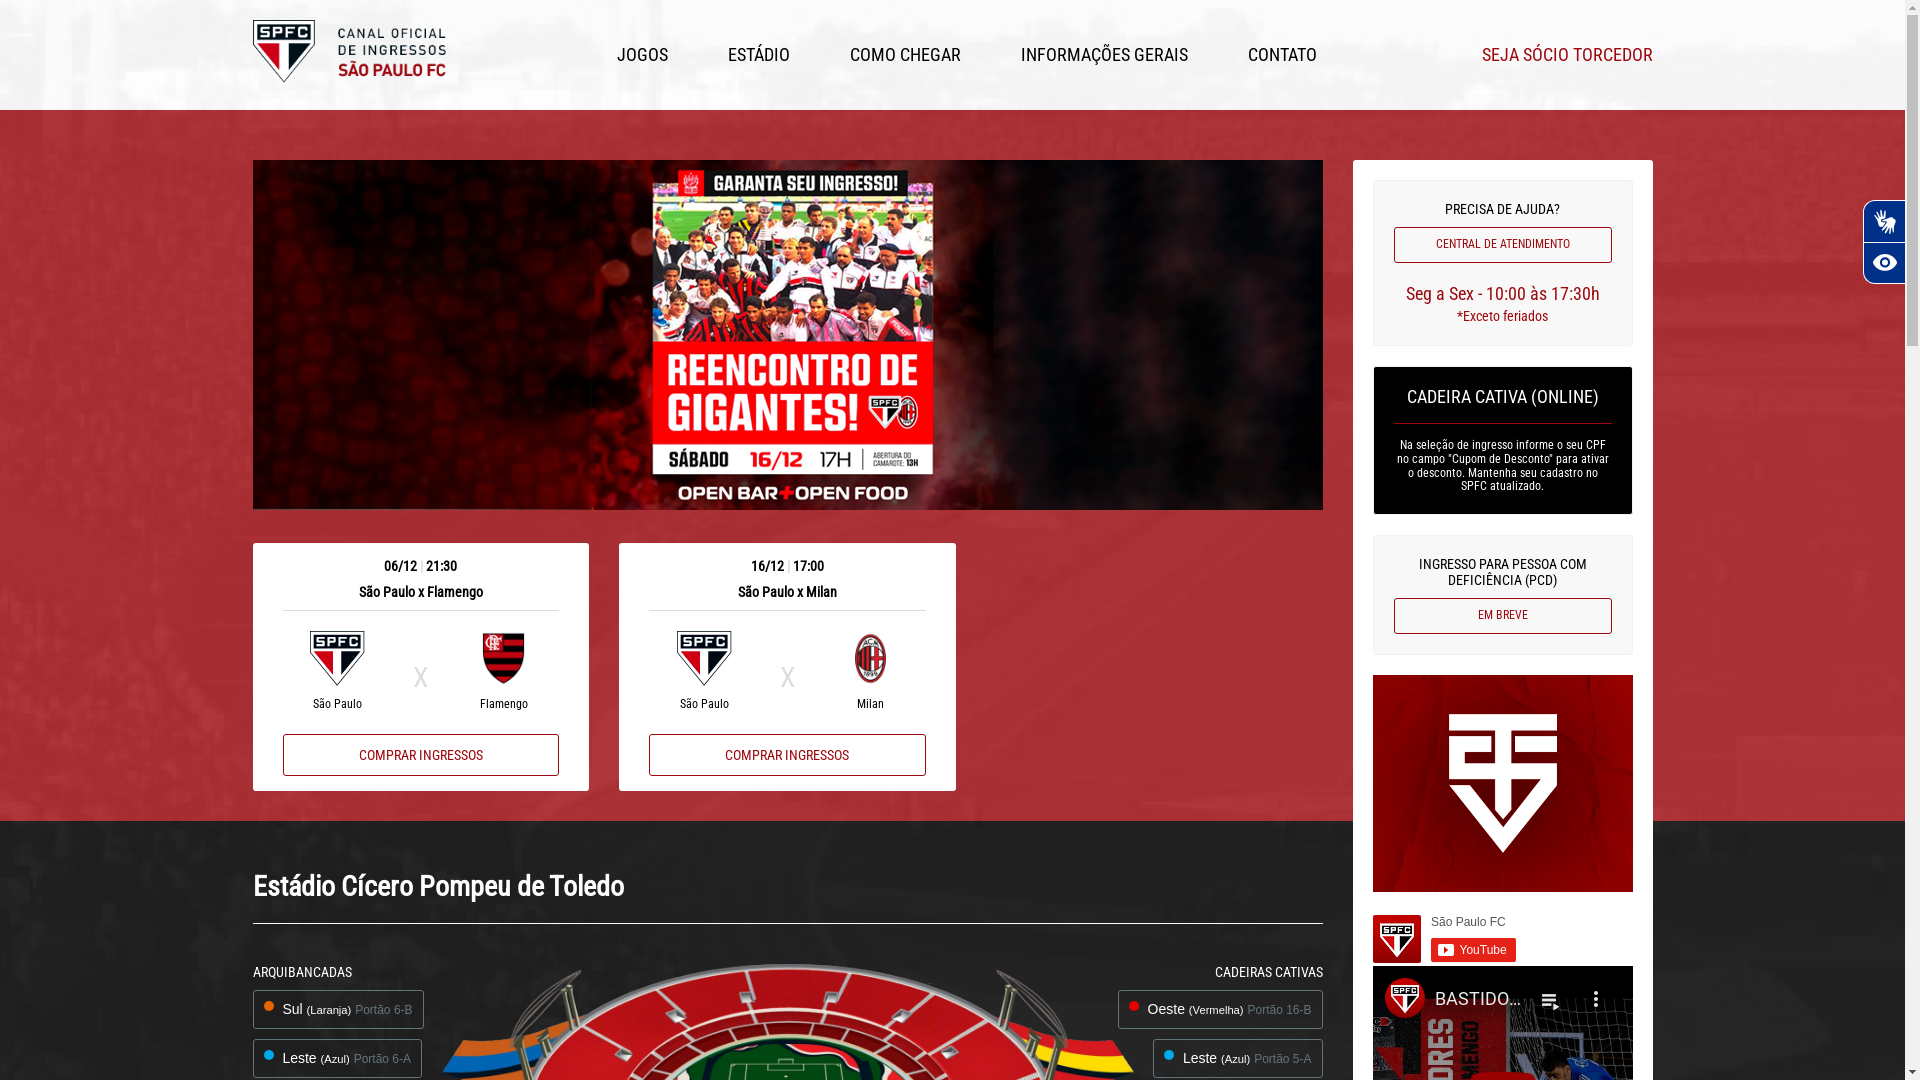 SPFC
CANAL OFICIAL
DE INGRESSOS
SÃO PAULO FC
JOGOS
ESTÁDIO
COMO CHEGAR
INFORMAÇÕES GERAIS
CONTATO
SEJA SÓCIO TORCEDOR
GARANTA SEU INGRESSO!
REENCONTRO DE
GIGANTES!
SPFC
SÁBADO 16/12 17H ABERTURA DO
CAMAROTE: 13H
OPEN BAR+OPEN FOOD
06/12 | 21:30
São Paulo x Flamengo
SPFC
X
São Paulo
Flamengo
COMPRAR INGRESSOS
16/12 | 17:00
São Paulo x Milan
SPFC
X
São Paulo
Milan
COMPRAR INGRESSOS
PRECISA DE AJUDA?
CENTRAL DE ATENDIMENTO
Seg a Sex - 10:00 às 17:30h
*Exceto feriados
CADEIRA CATIVA (ONLINE)
Na seleção de ingresso informe o seu CPF
no campo "Cupom de Desconto" para ativar
o desconto. Mantenha seu cadastro no
SPFC atualizado.
INGRESSO PARA PESSOA COM
DEFICIÊNCIA (PCD)
EM BREVE
SPFC
São Paulo FC
YouTube
SPFC
BASTIDO...
Estádio Cícero Pompeu de Toledo
ARQUIBANCADAS
Sul (Laranja) Portão 6-B
Leste (Azul) Portão 6-A
CADEIRAS CATIVAS
Oeste (Vermelha) Portão 16-B
Leste (Azul) Portão 5-A